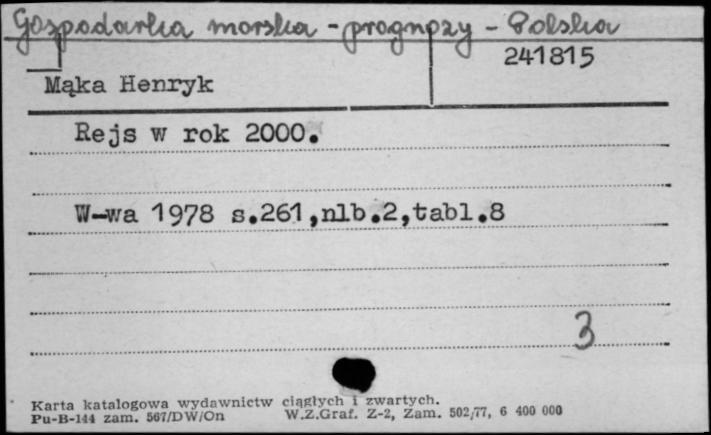 Gospodarka morska - prognozy - Polska
241815
Mąka Henryk
Rejs w rok 2000.
W-wa 1978 s.261,nlb.2,tabl.8
3
Karta katalogowa wydawnictw ciągłych i zwartych.
Pu-B-144 zam. 567/DW/On W.Z.Graf. Z-2, Zam. 502/77, 6 400 000